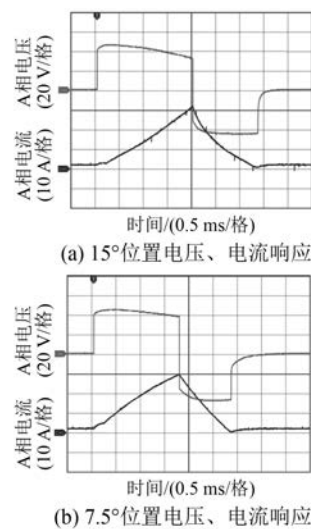 A相电压
(20 V/格)
A相电流
(10 A/格)
时间/(0.5 ms/格)
(a) 15°位置电压、电流响应
A相电压
(20 V/格)
A相电流
(10 A/格)
时间/(0.5 ms/格)
(b) 7.5°位置电压、电流响应